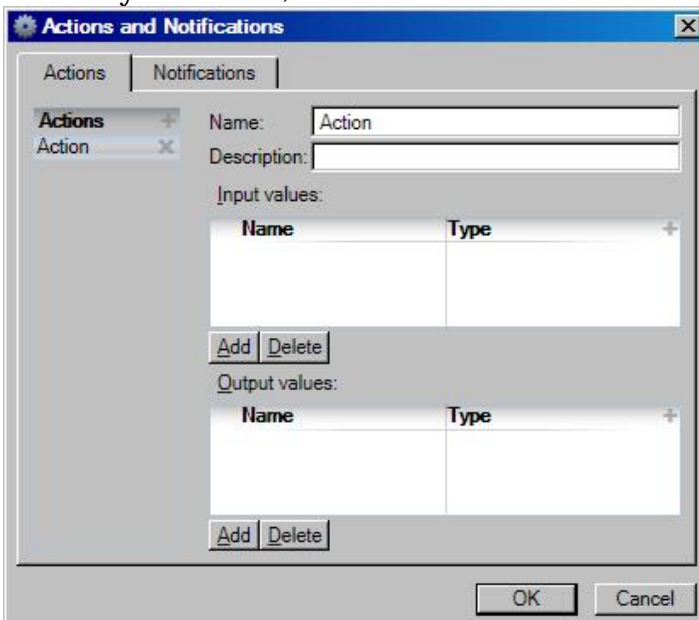 Actions and Notifications
Actions Notifications
Actions
Action
Name: Action
Description:
Input values:
Name Type
Add Delete
Output values:
Name Type
Add Delete
OK Cancel